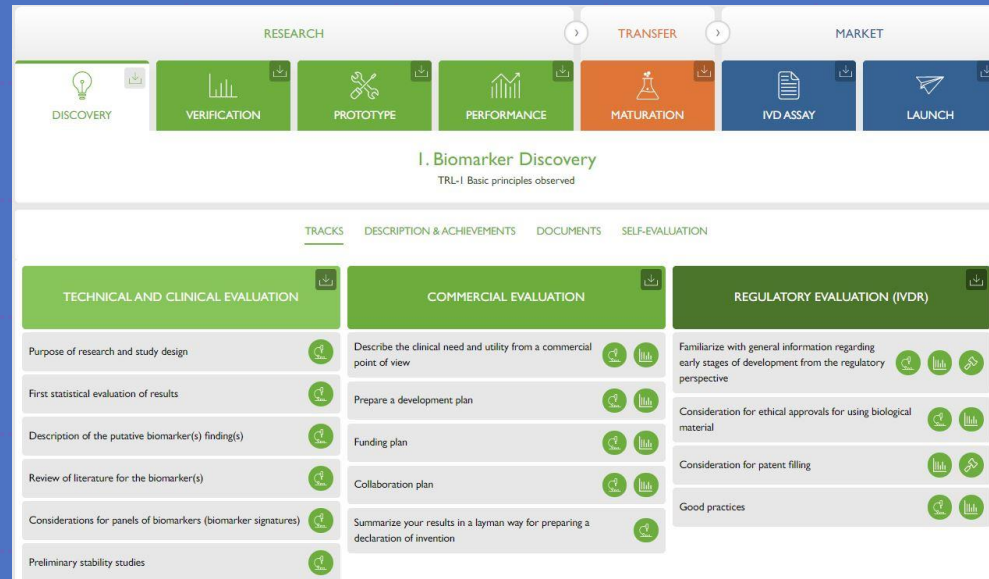 RESEARCH
TRANSFER
MARKET
DISCOVERY
VERIFICATION
PROTOTYPE
PERFORMANCE
MATURATION
IVD ASSAY
LAUNCH
1. Biomarker Discovery
TRL-1 Basic principles observed
TRACKS
DESCRIPTION & ACHIEVEMENTS
DOCUMENTS
SELF-EVALUATION
TECHNICAL AND CLINICAL EVALUATION
Purpose of research and study design
First statistical evaluation of results
Description of the putative biomarker(s) finding(s)
Review of literature for the biomarker(s)
Considerations for panels of biomarkers (biomarker signatures)
Preliminary stability studies
COMMERCIAL EVALUATION
Describe the clinical need and utility from a commercial
point of view
Prepare a development plan
Funding plan
Collaboration plan
Summarize your results in a layman way for preparing a
declaration of invention
REGULATORY EVALUATION (IVDR)
Familiarize with general information regarding
early stages of development from the regulatory
perspective
Consideration for ethical approvals for using biological
material
Consideration for patent filling
Good practices